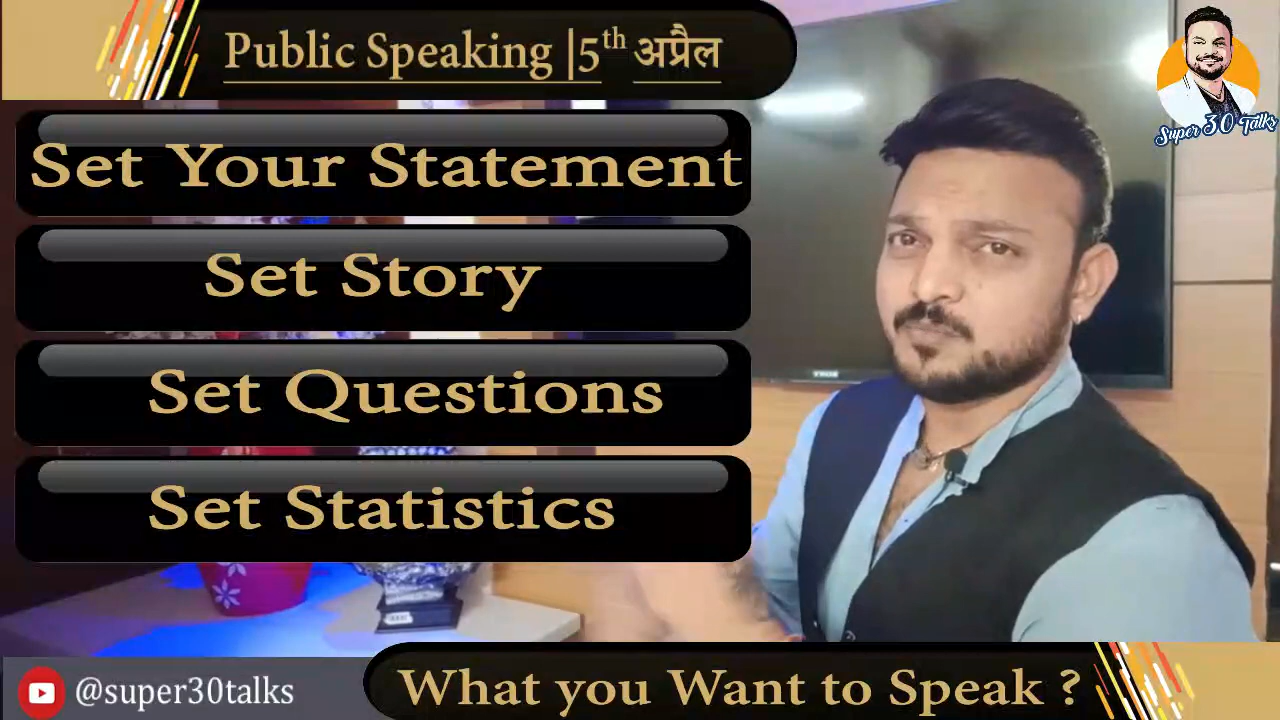 Public Speaking |5th अप्रैल
Super 30 Talks
Set Your Statement
Set Story
Set Questions
Set Statistics
@super30talks
What you Want to Speak ?